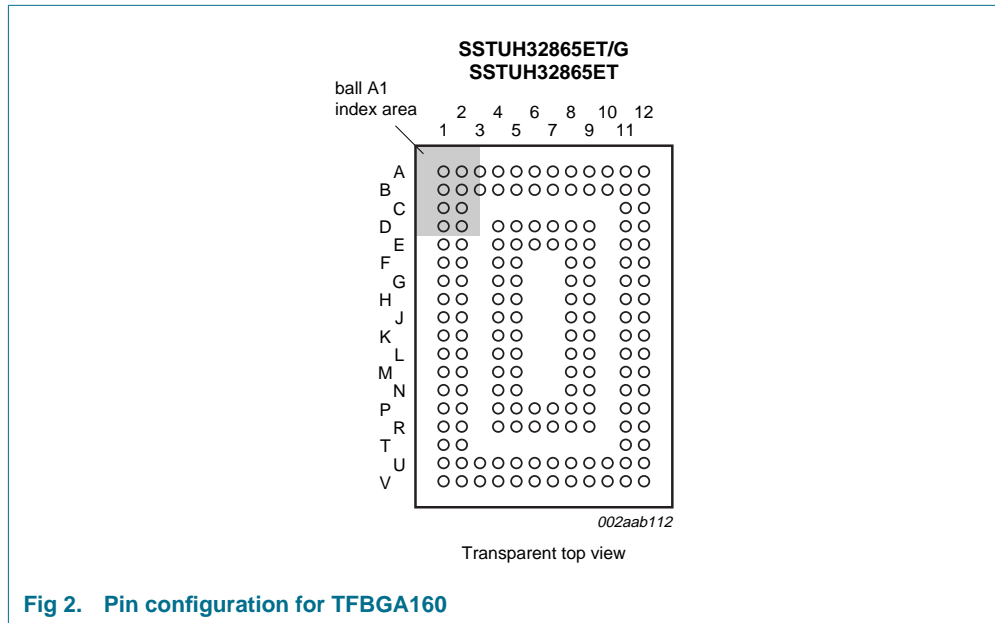 SSTUH32865ET/G
SSTUH32865ET
ball A1
index area
2 4 6 8 10 12
1 3 5 7 9 11
A
B
C
D
E
F
G
H
J
K
L
M
N
P
R
T
U
V
002aab112
Transparent top view
Fig 2. Pin configuration for TFBGA160